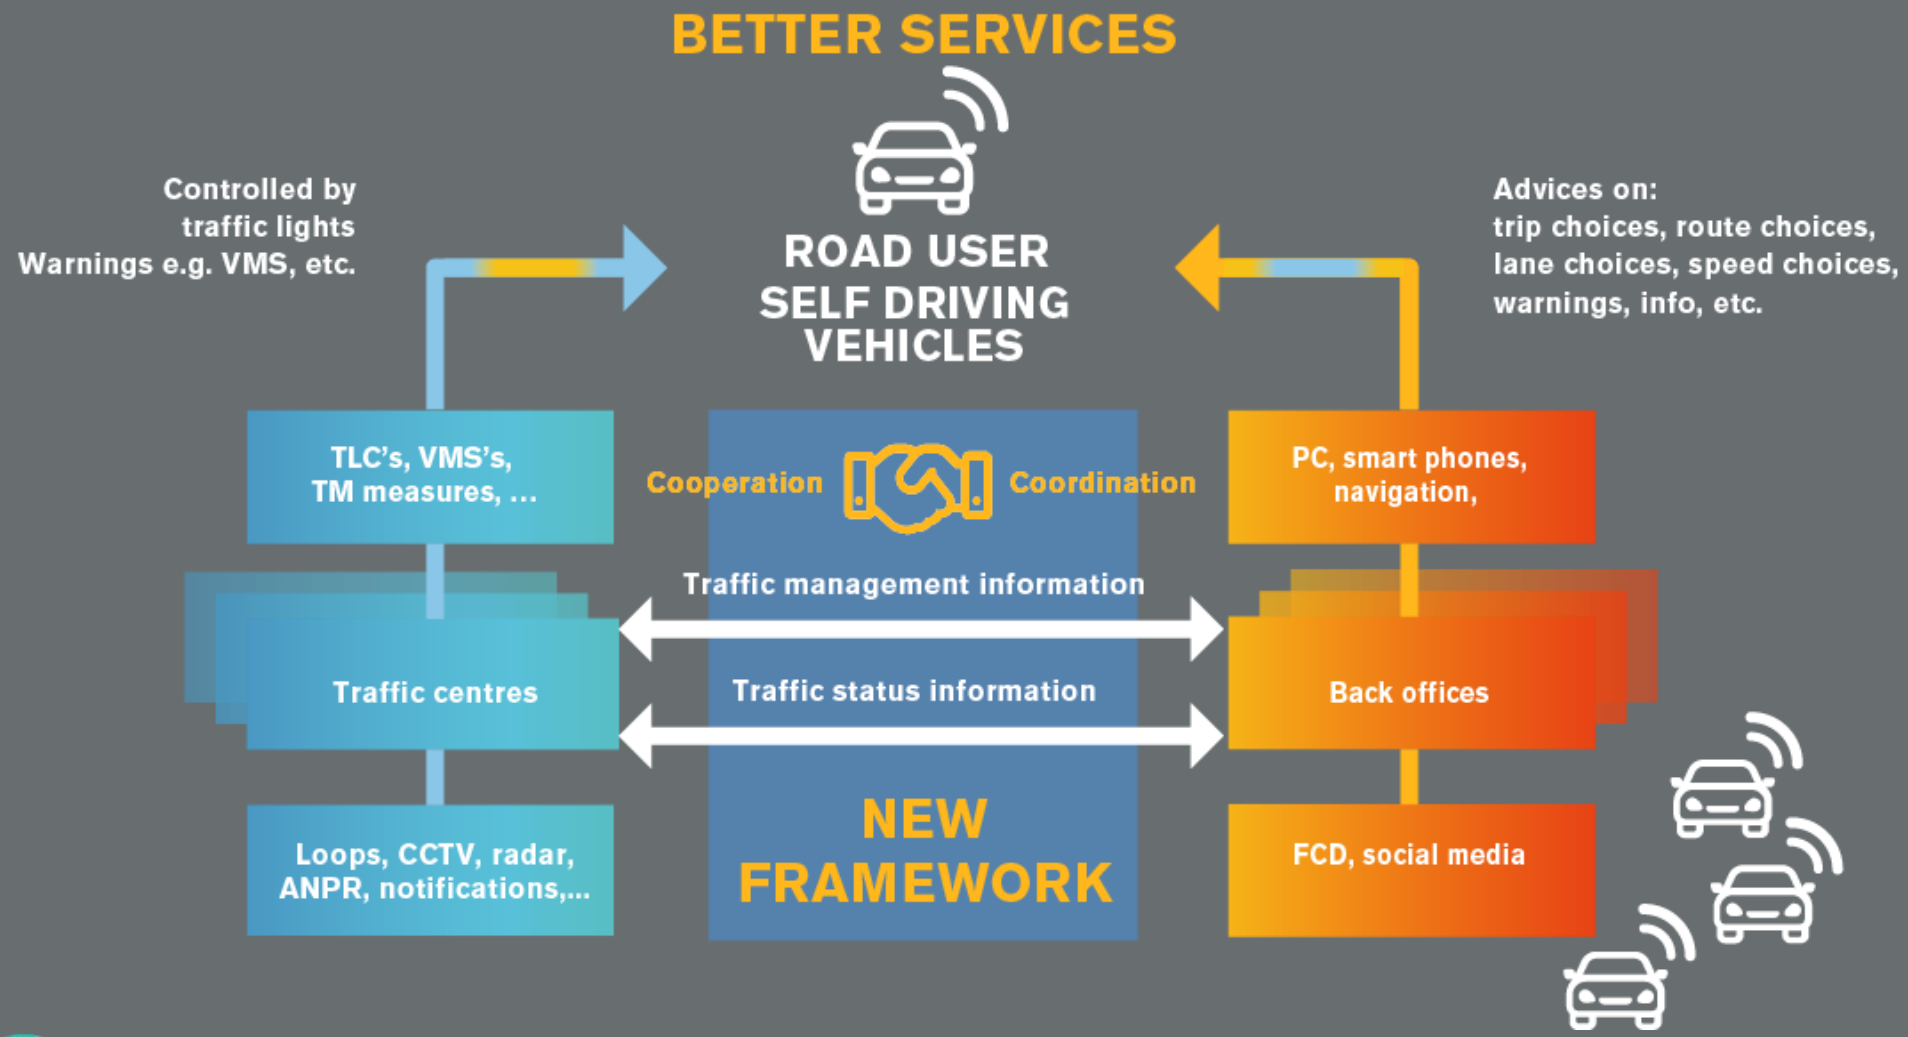 BETTER SERVICES
Controlled by
traffic lights
Warnings e.g. VMS, etc.
ROAD USER
SELF DRIVING
VEHICLES
Advices on:
trip choices, route choices,
lane choices, speed choices,
warnings, info, etc.
TLC’s, VMS’s,
TM measures, ...
Cooperation
Coordination
PC, smart phones,
navigation,
Traffic management information
Traffic centres
Traffic status information
Back offices
NEW
FRAMEWORK
Loops, CCTV, radar,
ANPR, notifications,...
FCD, social media